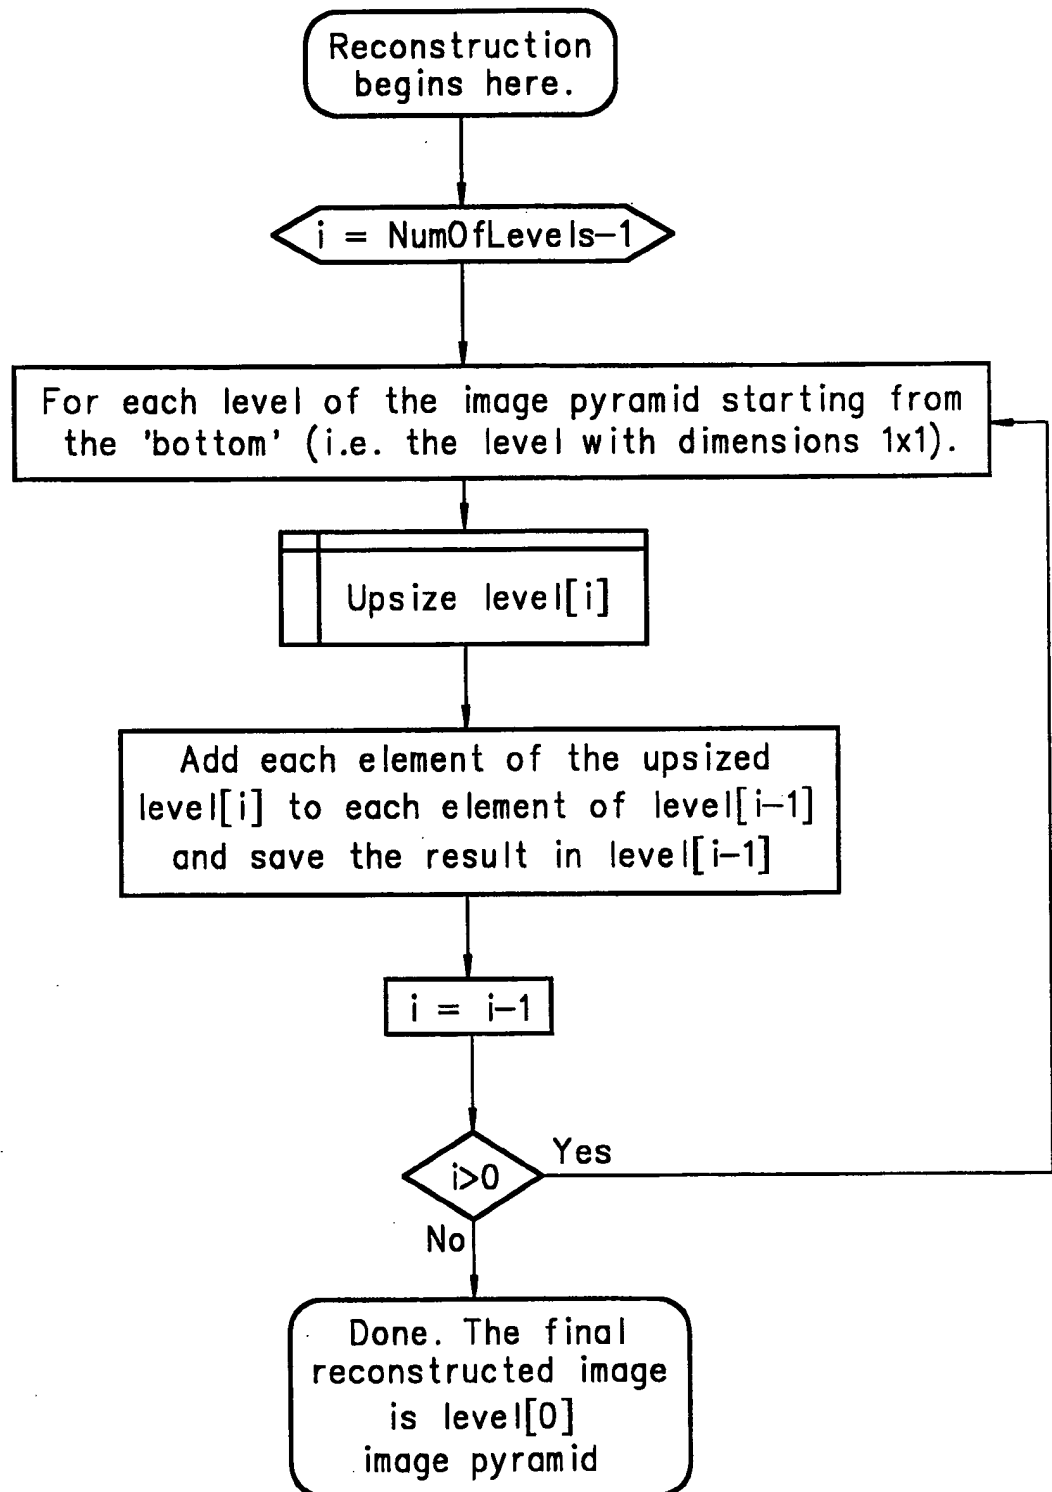 Reconstruction
begins here.
i = NumOfLevels-1
For each level of the image pyramid starting from
the 'bottom' (i.e. the level with dimensions 1x1).
Upsize level[i]
Add each element of the upsized
level[i] to each element of level[i-1]
and save the result in level[i-1]
i = i-1
i>0
Yes
No
Done. The final
reconstructed image
is level[0]
image pyramid